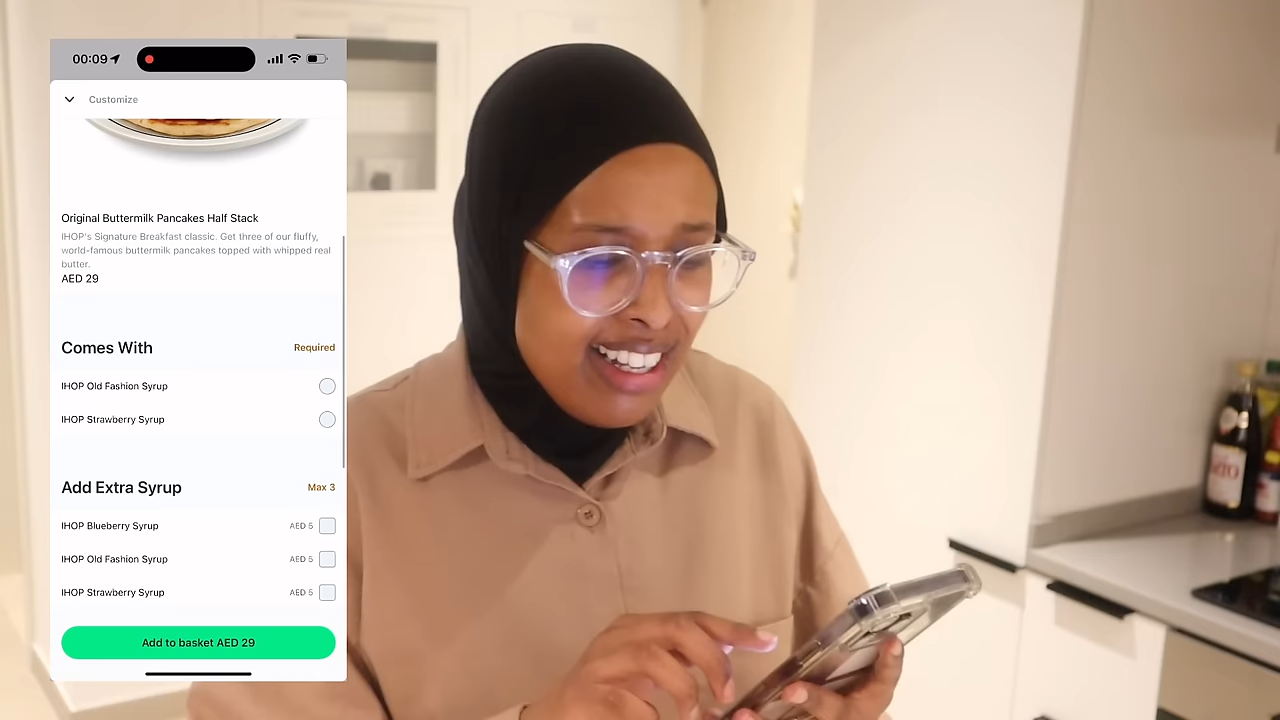 00:09
Customize
Original Buttermilk Pancakes Half Stack
IHOP's Signature Breakfast classic. Get three of our fluffy,
world-famous buttermilk pancakes topped with whipped real
butter.
AED 29
Comes With
Required
IHOP Old Fashion Syrup
IHOP Strawberry Syrup
Add Extra Syrup
Max 3
IHOP Blueberry Syrup
AED 5
IHOP Old Fashion Syrup
AED 5
IHOP Strawberry Syrup
AED 5
Add to basket AED 29